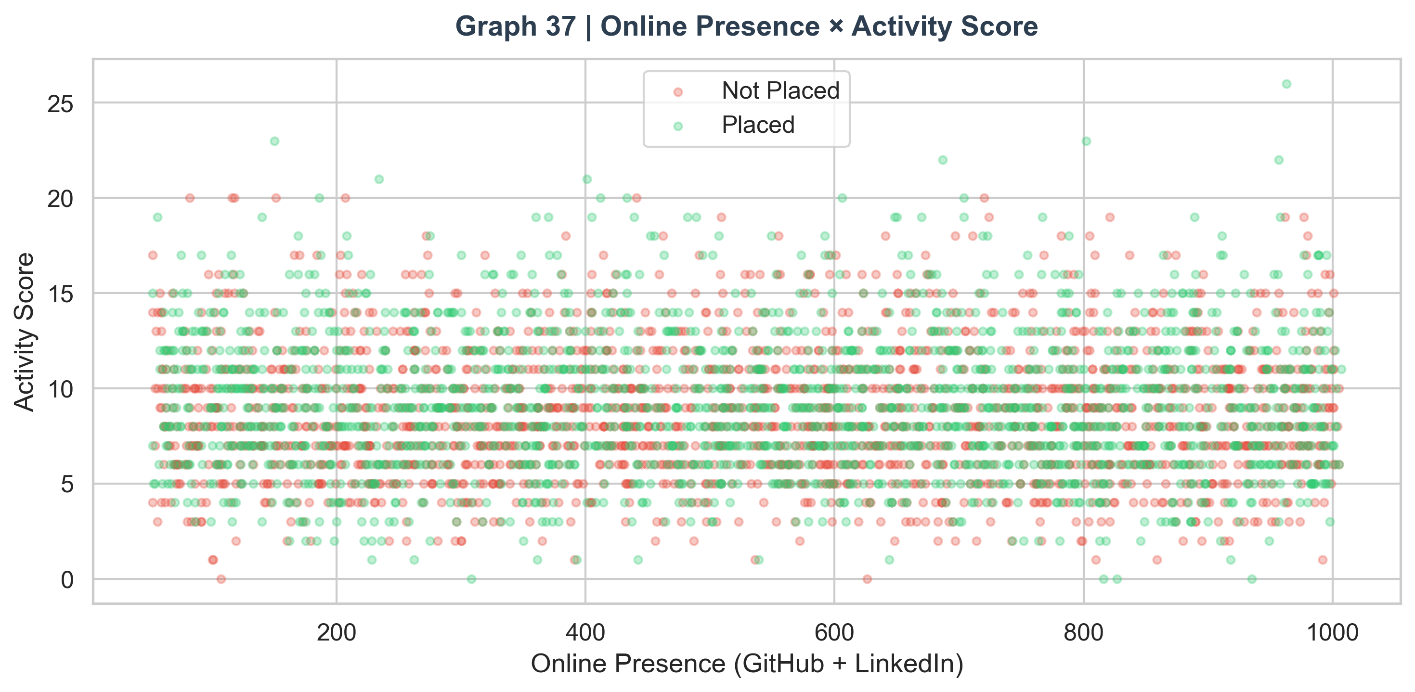 Graph 37 | Online Presence × Activity Score
Not Placed
Placed
25
20
15
10
5
0
Activity Score
200 400 600 800 1000
Online Presence (GitHub + LinkedIn)